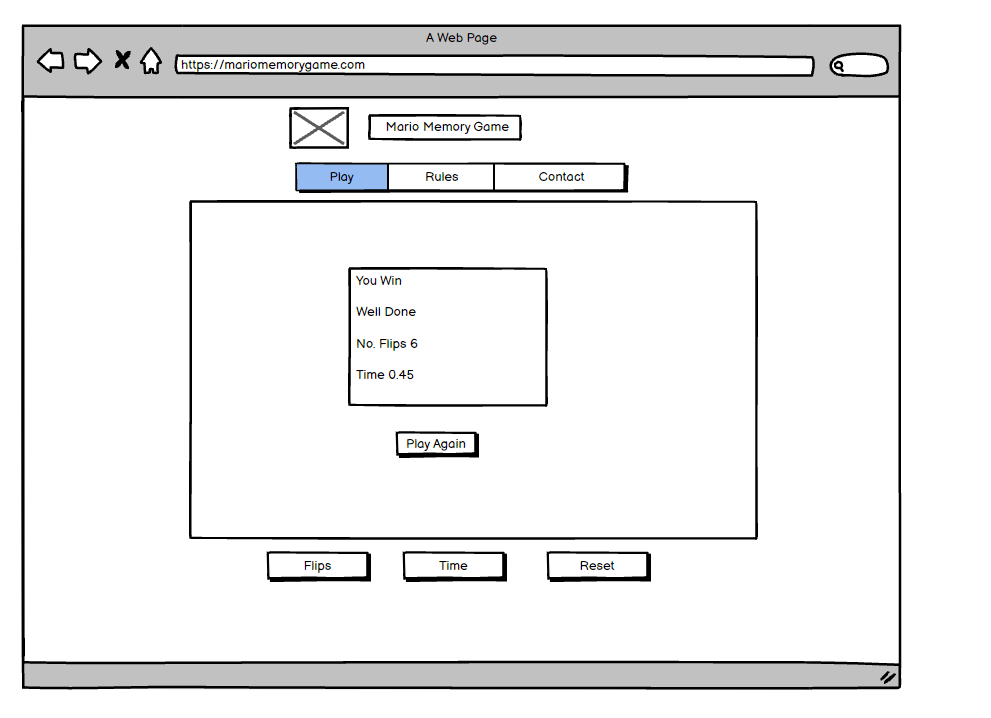 A Web Page
https://mariomemorygame.com
Mario Memory Game
Play Rules Contact
You Win
Well Done
No. Flips 6
Time 0.45
Play Again
Flips Time Reset